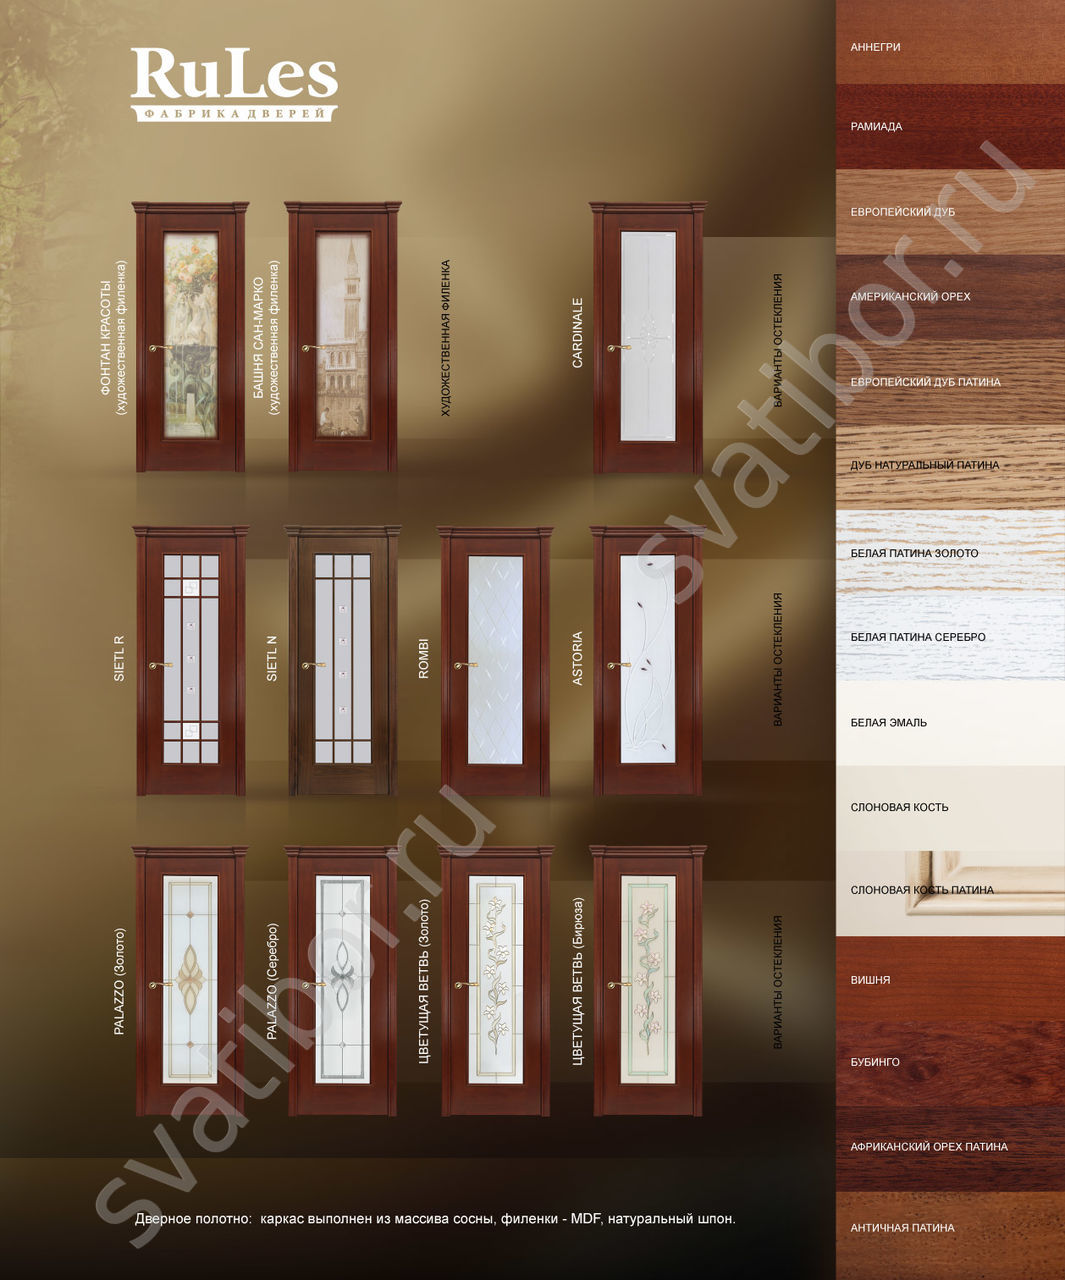 RuLes
ФАБРИКА ДВЕРЕЙ
ФОНТАН КРАСОТЫ
(художественная филенка)
БАШНЯ САН-МАРКО
(художественная филенка)
ХУДОЖЕСТВЕННАЯ ФИЛЕНКА
CARDINALE
ВАРИАНТЫ ОСТЕКЛЕНИЯ
SIETL R
SIETL N
ROMBI
ASTORIA
ВАРИАНТЫ ОСТЕКЛЕНИЯ
PALAZZO (Золото)
PALAZZO (Серебро)
ЦВЕТУЩАЯ ВЕТВЬ (Золото)
ЦВЕТУЩАЯ ВЕТВЬ (Бирюза)
ВАРИАНТЫ ОСТЕКЛЕНИЯ
Дверное полотно: каркас выполнен из массива сосны, филенки - MDF, натуральный шпон.
АННЕГРИ
РАМИАДА
ЕВРОПЕЙСКИЙ ДУБ
АМЕРИКАНСКИЙ ОРЕХ
ЕВРОПЕЙСКИЙ ДУБ ПАТИНА
ДУБ НАТУРАЛЬНЫЙ ПАТИНА
БЕЛАЯ ПАТИНА ЗОЛОТО
БЕЛАЯ ПАТИНА СЕРЕБРО
БЕЛАЯ ЭМАЛЬ
СЛОНОВАЯ КОСТЬ
СЛОНОВАЯ КОСТЬ ПАТИНА
ВИШНЯ
БУБИНГО
АФРИКАНСКИЙ ОРЕХ ПАТИНА
АНТИЧНАЯ ПАТИНА
svatibor.ru
svatibor.ru